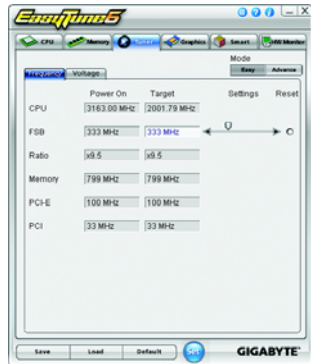 EasyTune6
CPU Memory Tuner Graphics Smart HW Monitor
Mode
Easy Advance
Frequency Voltage
Power On Target Settings Reset
CPU 3163.00 MHz 2001.79 MHz
FSB 333 MHz 333 MHz
Ratio x9.5 x9.5
Memory 799 MHz 799 MHz
PCI-E 100 MHz 100 MHz
PCI 33 MHz 33 MHz
Save Load Default Set GIGABYTE